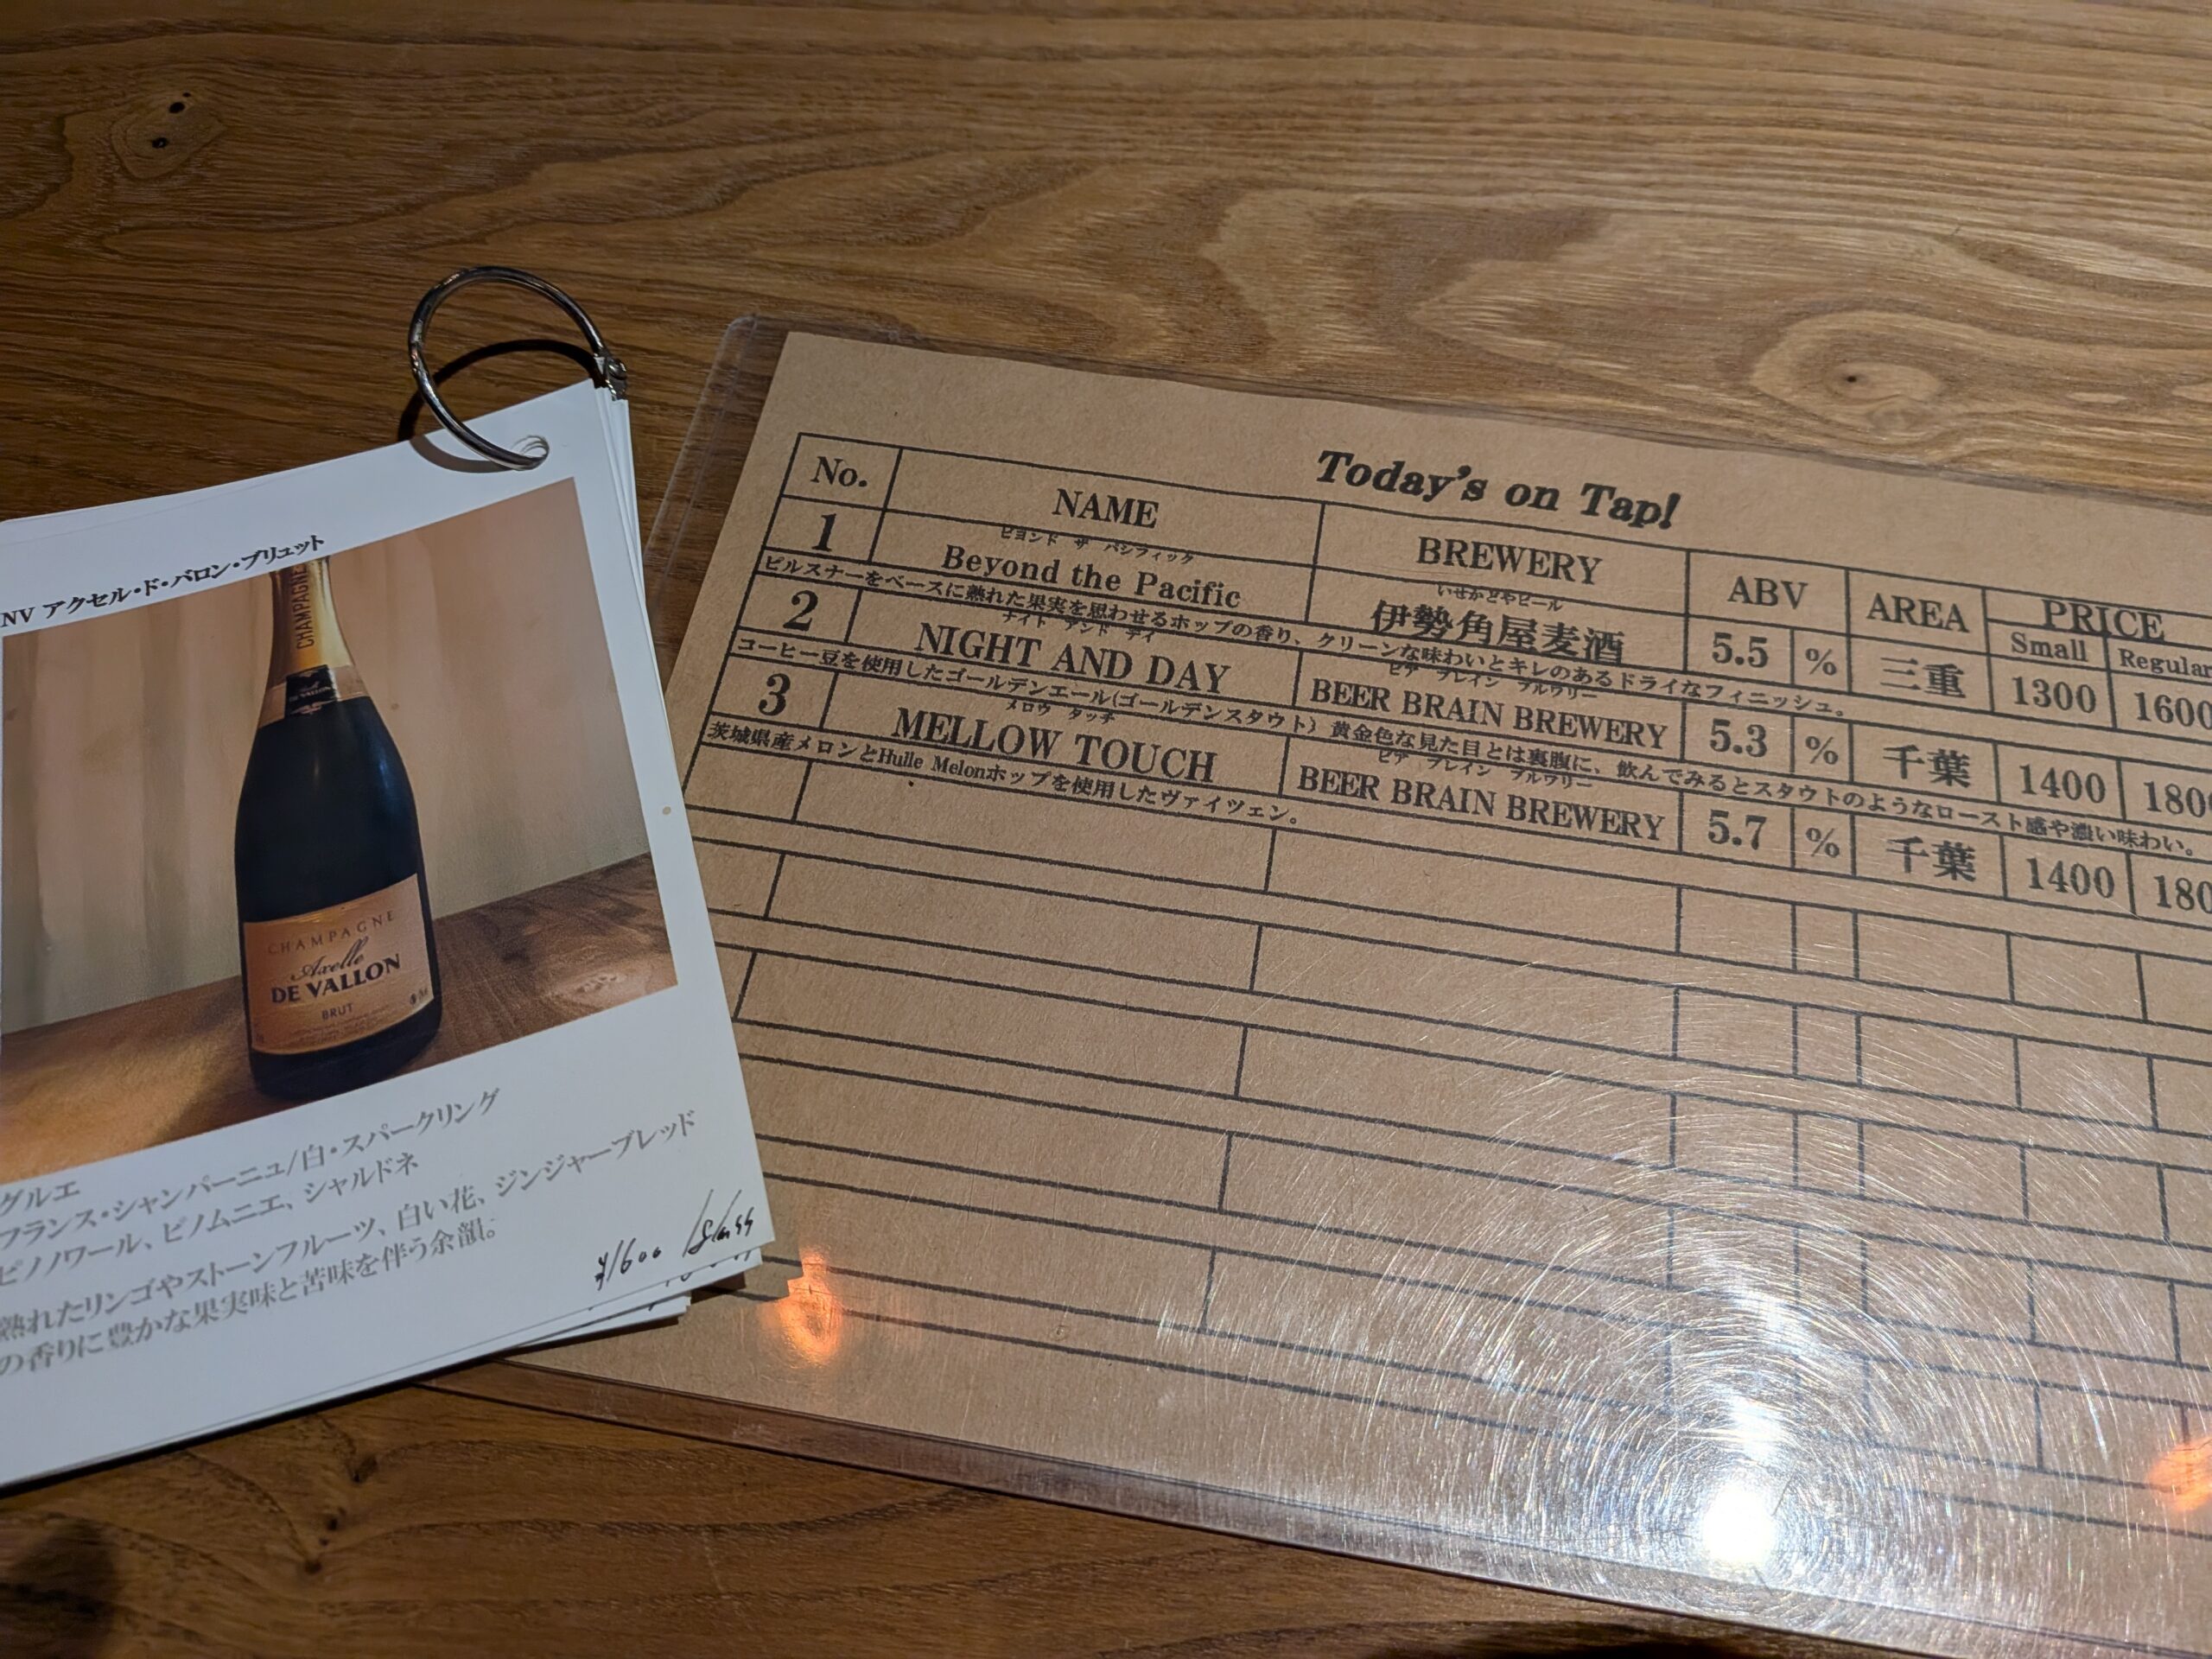 NV アクセル・ド・バロン・ブリュット
CHAMPAGNE
DE VALLON
CHAMPAGNE
Axelle
DE VALLON
BRUT
グルエ
フランス・シャンパーニュ/白・スパークリング
ピノノワール、ピノムニエ、シャルドネ
熟れたリンゴやストーンフルーツ、白い花、ジンジャーブレッド
の香りに豊かな果実味と苦味を伴う余韻。
¥1600 /glass
Today's on Tap!
No. NAME BREWERY ABV AREA PRICE
Small Regular
ビヨンド ザ パシフィック いせかどやビール
1 Beyond the Pacific 伊勢角屋麦酒 5.5 % 三重 1300 1600
ピルスナーをベースに熟れた果実を思わせるホップの香り、クリーンな味わいとキレのあるドライなフィニッシュ。
ナイト アンド デイ ビア ブレイン ブルワリー
2 NIGHT AND DAY BEER BRAIN BREWERY 5.3 % 千葉 1400 180
コーヒー豆を使用したゴールデンエール(ゴールデンスタウト) 黄金色な見た目とは裏腹に、飲んでみるとスタウトのようなロースト感や濃い味わい。
メロウ タッチ ビア ブレイン ブルワリー
3 MELLOW TOUCH BEER BRAIN BREWERY 5.7 % 千葉 1400 180
茨城県産メロンとHulle Melonホップを使用したヴァイツェン。